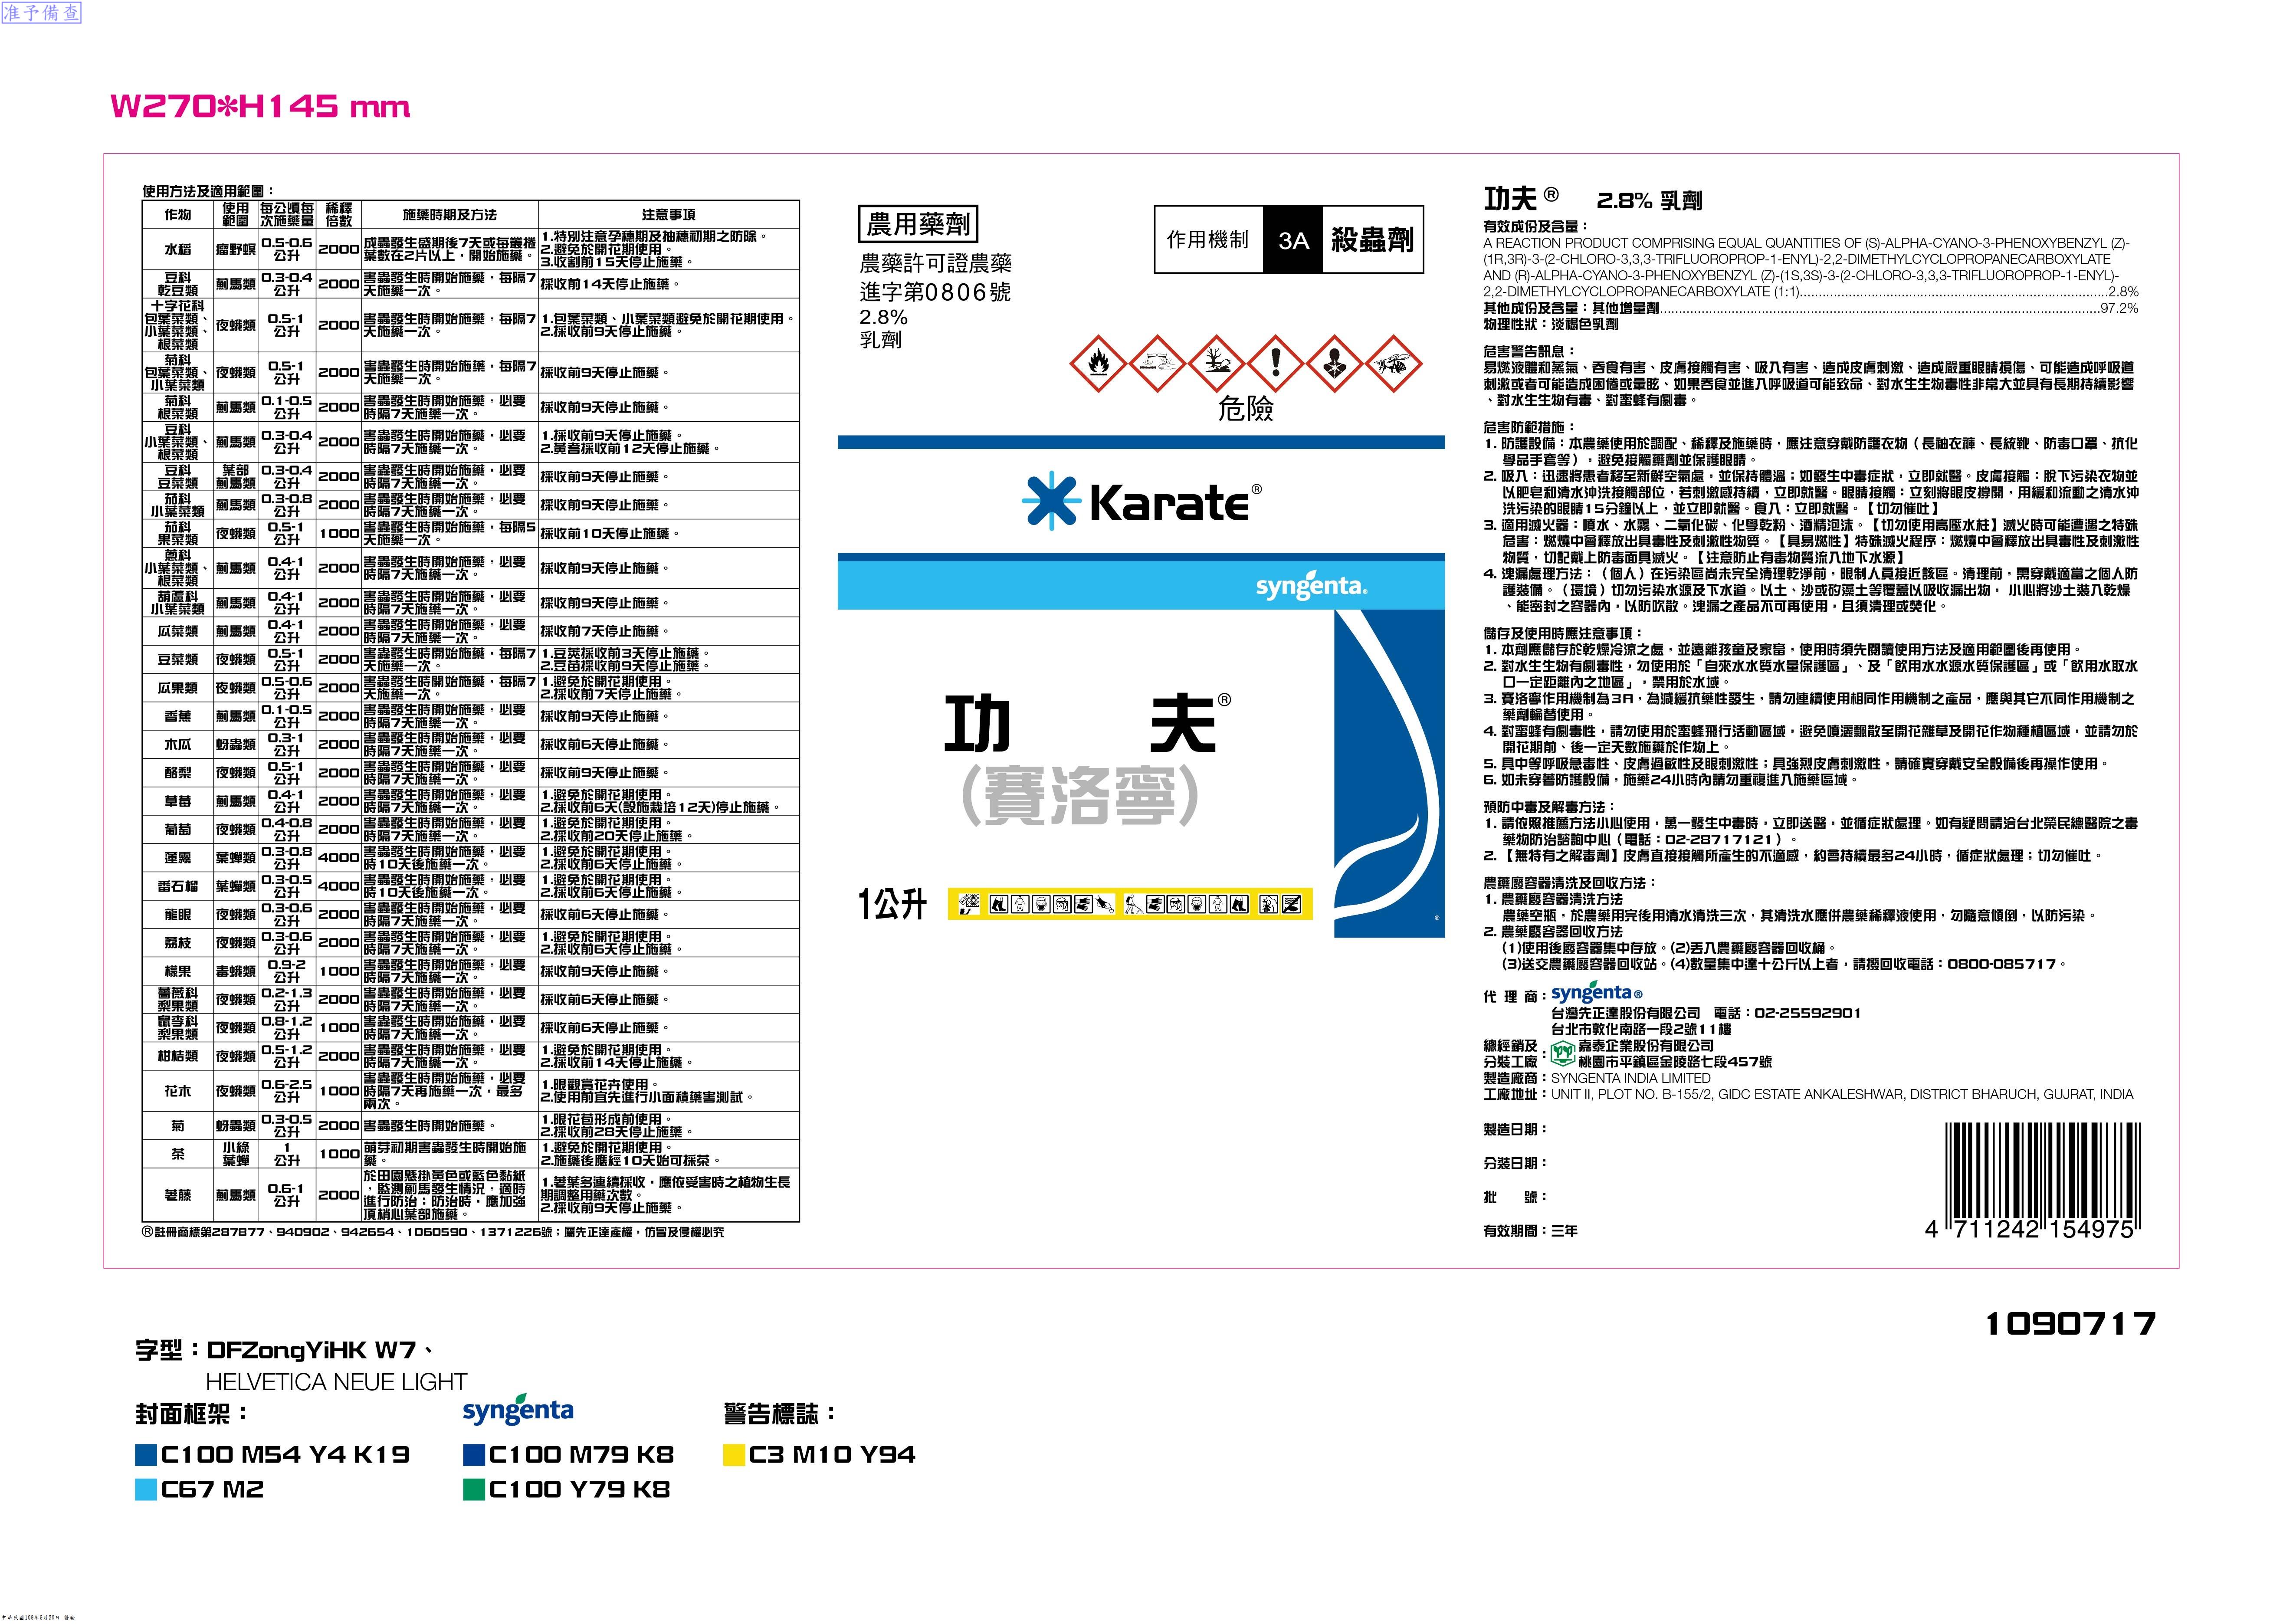 准予備查
W270*H145 mm
使用方法及適用範圍：
作物 使用範圍 每公頃每次施藥量 稀釋倍數 施藥時期及方法 注意事項
水稻 瘤野螟 0.5-0.6公升 2000 成蟲發生盛期後7天或每叢捲葉數在2片以上，開始施藥。 1.特別注意孕穗期及抽穗初期之防除。 2.避免於開花期使用。 3.收割前15天停止施藥。
豆科乾豆類 薊馬類 0.3-0.4公升 2000 害蟲發生時開始施藥，每隔7天施藥一次。 採收前14天停止施藥。
十字花科包葉菜類、小葉菜類、根菜類 夜蛾類 0.5-1公升 2000 害蟲發生時開始施藥，每隔7天施藥一次。 1.包葉菜類、小葉菜類避免於開花期使用。 2.採收前9天停止施藥。
菊科包葉菜類、小葉菜類 夜蛾類 0.5-1公升 2000 害蟲發生時開始施藥，每隔7天施藥一次。 採收前9天停止施藥。
菊科根菜類 薊馬類 0.1-0.5公升 2000 害蟲發生時開始施藥，必要時隔7天施藥一次。 採收前9天停止施藥。
豆科小葉菜類、根菜類 薊馬類 0.3-0.4公升 2000 害蟲發生時開始施藥，必要時隔7天施藥一次。 1.採收前9天停止施藥。 2.黃耆採收前12天停止施藥。
豆科豆菜類 葉部薊馬類 0.3-0.4公升 2000 害蟲發生時開始施藥，必要時隔7天施藥一次。 採收前9天停止施藥。
茄科小葉菜類 薊馬類 0.3-0.8公升 2000 害蟲發生時開始施藥，必要時隔7天施藥一次。 採收前9天停止施藥。
茄科果菜類 夜蛾類 0.5-1公升 1000 害蟲發生時開始施藥，每隔5天施藥一次。 採收前10天停止施藥。
蔥科小葉菜類、根菜類 薊馬類 0.4-1公升 2000 害蟲發生時開始施藥，必要時隔7天施藥一次。 採收前9天停止施藥。
葫蘆科小葉菜類 薊馬類 0.4-1公升 2000 害蟲發生時開始施藥，必要時隔7天施藥一次。 採收前9天停止施藥。
瓜菜類 薊馬類 0.4-1公升 2000 害蟲發生時開始施藥，必要時隔7天施藥一次。 採收前7天停止施藥。
豆菜類 夜蛾類 0.5-1公升 2000 害蟲發生時開始施藥，每隔7天施藥一次。 1.豆莢採收前3天停止施藥。 2.豆苗採收前9天停止施藥。
瓜果類 夜蛾類 0.5-0.6公升 2000 害蟲發生時開始施藥，每隔7天施藥一次。 1.避免於開花期使用。 2.採收前7天停止施藥。
香蕉 薊馬類 0.1-0.5公升 2000 害蟲發生時開始施藥，必要時隔7天施藥一次。 採收前9天停止施藥。
木瓜 蚜蟲類 0.3-1公升 2000 害蟲發生時開始施藥，必要時隔7天施藥一次。 採收前6天停止施藥。
酪梨 夜蛾類 0.5-1公升 2000 害蟲發生時開始施藥，必要時隔7天施藥一次。 採收前9天停止施藥。
草莓 薊馬類 0.4-1公升 2000 害蟲發生時開始施藥，必要時隔7天施藥一次。 1.避免於開花期使用。 2.採收前6天(設施栽培12天)停止施藥。
葡萄 夜蛾類 0.4-0.8公升 2000 害蟲發生時開始施藥，必要時隔7天施藥一次。 1.避免於開花期使用。 2.採收前20天停止施藥。
蓮霧 葉蟬類 0.3-0.8公升 4000 害蟲發生時開始施藥，必要時10天後施藥一次。 1.避免於開花期使用。 2.採收前6天停止施藥。
番石榴 葉蟬類 0.3-0.5公升 4000 害蟲發生時開始施藥，必要時10天後施藥一次。 1.避免於開花期使用。 2.採收前6天停止施藥。
龍眼 夜蛾類 0.3-0.6公升 2000 害蟲發生時開始施藥，必要時隔7天施藥一次。 採收前6天停止施藥。
荔枝 夜蛾類 0.3-0.6公升 2000 害蟲發生時開始施藥，必要時隔7天施藥一次。 1.避免於開花期使用。 2.採收前6天停止施藥。
檬果 毒蛾類 0.9-2公升 1000 害蟲發生時開始施藥，必要時隔7天施藥一次。 採收前9天停止施藥。
薔薇科梨果類 夜蛾類 0.2-1.3公升 2000 害蟲發生時開始施藥，必要時隔7天施藥一次。 採收前6天停止施藥。
鼠李科梨果類 夜蛾類 0.8-1.2公升 1000 害蟲發生時開始施藥，必要時隔7天施藥一次。 採收前6天停止施藥。
柑桔類 夜蛾類 0.5-1.2公升 2000 害蟲發生時開始施藥，必要時隔7天施藥一次。 1.避免於開花期使用。 2.採收前14天停止施藥。
花木 夜蛾類 0.6-2.5公升 1000 害蟲發生時開始施藥，必要時隔7天再施藥一次，最多兩次。 1.限觀賞花卉使用。 2.使用前宜先進行小面積藥害測試。
菊 蚜蟲類 0.3-0.5公升 2000 害蟲發生時開始施藥。 1.限花苞形成前使用。 2.採收前28天停止施藥。
茶 小綠葉蟬 1公升 1000 萌芽初期害蟲發生時開始施藥。 1.避免於開花期使用。 2.施藥後應經10天始可採茶。
荖藤 薊馬類 0.6-1公升 2000 於田園懸掛黃色或藍色黏紙，監測薊馬發生情況，適時進行防治；防治時，應加強頂梢心葉部施藥。 1.荖葉多連續採收，應依受害時之植物生長期調整用藥次數。 2.採收前9天停止施藥。
®註冊商標第287877、940902、942654、1060590、1371226號；屬先正達產權，仿冒及侵權必究
農用藥劑
農藥許可證農藥
進字第0806號
2.8%
乳劑
作用機制 3A 殺蟲劑
危險
Karate®
syngenta®
功夫®
(賽洛寧)
1公升
®
功夫® 2.8% 乳劑
有效成份及含量：
A REACTION PRODUCT COMPRISING EQUAL QUANTITIES OF (S)-ALPHA-CYANO-3-PHENOXYBENZYL (Z)-
(1R,3R)-3-(2-CHLORO-3,3,3-TRIFLUOROPROP-1-ENYL)-2,2-DIMETHYLCYCLOPROPANECARBOXYLATE
AND (R)-ALPHA-CYANO-3-PHENOXYBENZYL (Z)-(1S,3S)-3-(2-CHLORO-3,3,3-TRIFLUOROPROP-1-ENYL)-
2,2-DIMETHYLCYCLOPROPANECARBOXYLATE (1:1)......2.8%
其他成份及含量：其他增量劑......97.2%
物理性狀：淡褐色乳劑
危害警告訊息：
易燃液體和蒸氣、吞食有害、皮膚接觸有害、吸入有害、造成皮膚刺激、造成嚴重眼睛損傷、可能造成呼吸道
刺激或者可能造成困倦或暈眩、如果吞食並進入呼吸道可能致命、對水生生物毒性非常大並具有長期持續影響
、對水生生物有毒、對蜜蜂有劇毒。
危害防範措施：
1. 防護設備：本農藥使用於調配、稀釋及施藥時，應注意穿戴防護衣物（長袖衣褲、長統靴、防毒口罩、抗化
學品手套等），避免接觸藥劑並保護眼睛。
2. 吸入：迅速將患者移至新鮮空氣處，並保持體溫；如發生中毒症狀，立即就醫。皮膚接觸：脫下污染衣物並
以肥皂和清水沖洗接觸部位，若刺激感持續，立即就醫。眼睛接觸：立刻將眼皮撐開，用緩和流動之清水沖
洗污染的眼睛15分鐘以上，並立即就醫。食入：立即就醫。【切勿催吐】
3. 適用滅火器：噴水、水霧、二氧化碳、化學乾粉、酒精泡沫。【切勿使用高壓水柱】滅火時可能遭遇之特殊
危害：燃燒中會釋放出具毒性及刺激性物質。【具易燃性】特殊滅火程序：燃燒中會釋放出具毒性及刺激性
物質，切記戴上防毒面具滅火。【注意防止有毒物質流入地下水源】
4. 洩漏處理方法：（個人）在污染區尚未完全清理乾淨前，限制人員接近該區。清理前，需穿戴適當之個人防
護裝備。（環境）切勿污染水源及下水道。以土、沙或矽藻土等覆蓋以吸收漏出物， 小心將沙土裝入乾燥
、能密封之容器內，以防吹散。洩漏之產品不可再使用，且須清理或焚化。
儲存及使用時應注意事項：
1. 本劑應儲存於乾燥冷涼之處，並遠離孩童及家畜，使用時須先閱讀使用方法及適用範圍後再使用。
2. 對水生生物有劇毒性，勿使用於「自來水水質水量保護區」、及「飲用水水源水質保護區」或「飲用水取水
口一定距離內之地區」，禁用於水域。
3. 賽洛寧作用機制為3A，為減緩抗藥性發生，請勿連續使用相同作用機制之產品，應與其它不同作用機制之
藥劑輪替使用。
4. 對蜜蜂有劇毒性，請勿使用於蜜蜂飛行活動區域，避免噴灑飄散至開花雜草及開花作物種植區域，並請勿於
開花期前、後一定天數施藥於作物上。
5. 具中等呼吸急毒性、皮膚過敏性及眼刺激性；具強烈皮膚刺激性，請確實穿戴安全設備後再操作使用。
6. 如未穿著防護設備，施藥24小時內請勿重複進入施藥區域。
預防中毒及解毒方法：
1. 請依照推薦方法小心使用，萬一發生中毒時，立即送醫，並循症狀處理。如有疑問請洽台北榮民總醫院之毒
藥物防治諮詢中心（電話：02-28717121）。
2. 【無特有之解毒劑】皮膚直接接觸所產生的不適感，約會持續最多24小時，循症狀處理；切勿催吐。
農藥廢容器清洗及回收方法：
1. 農藥廢容器清洗方法
農藥空瓶，於農藥用完後用清水清洗三次，其清洗水應併農藥稀釋液使用，勿隨意傾倒，以防污染。
2. 農藥廢容器回收方法
(1)使用後廢容器集中存放。(2)丟入農藥廢容器回收桶。
(3)送交農藥廢容器回收站。(4)數量集中達十公斤以上者，請撥回收電話：0800-085717。
代 理 商：syngenta®
台灣先正達股份有限公司 電話：02-25592901
台北市敦化南路一段2號11樓
總經銷及分裝工廠：嘉泰企業股份有限公司
桃園市平鎮區金陵路七段457號
製造廠商：SYNGENTA INDIA LIMITED
工廠地址：UNIT II, PLOT NO. B-155/2, GIDC ESTATE ANKALESHWAR, DISTRICT BHARUCH, GUJRAT, INDIA
製造日期：
分裝日期：
批 號：
有效期間：三年
4 711242 154975
1090717
字型：DFZongYiHK W7、
HELVETICA NEUE LIGHT
封面框架： syngenta 警告標誌：
C100 M54 Y4 K19 C100 M79 K8 C3 M10 Y94
C67 M2 C100 Y79 K8
中華民國109年9月30日 簽發